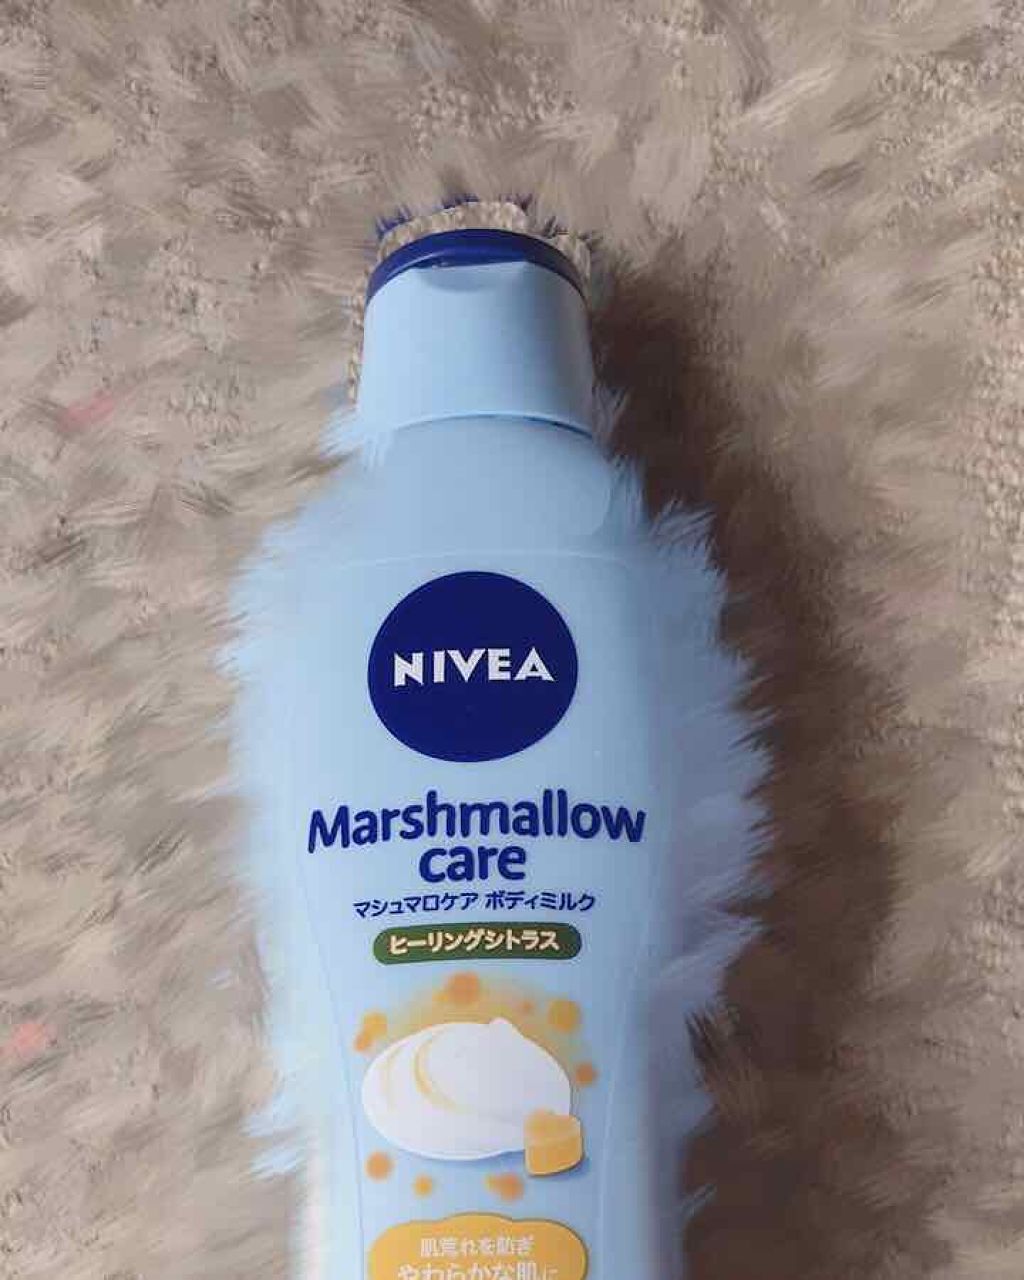 NIVEA
Marshmallow
care
マシュマロケア ボディミルク
ヒーリングシトラス
肌荒れを防ぎ
やわらかな肌に